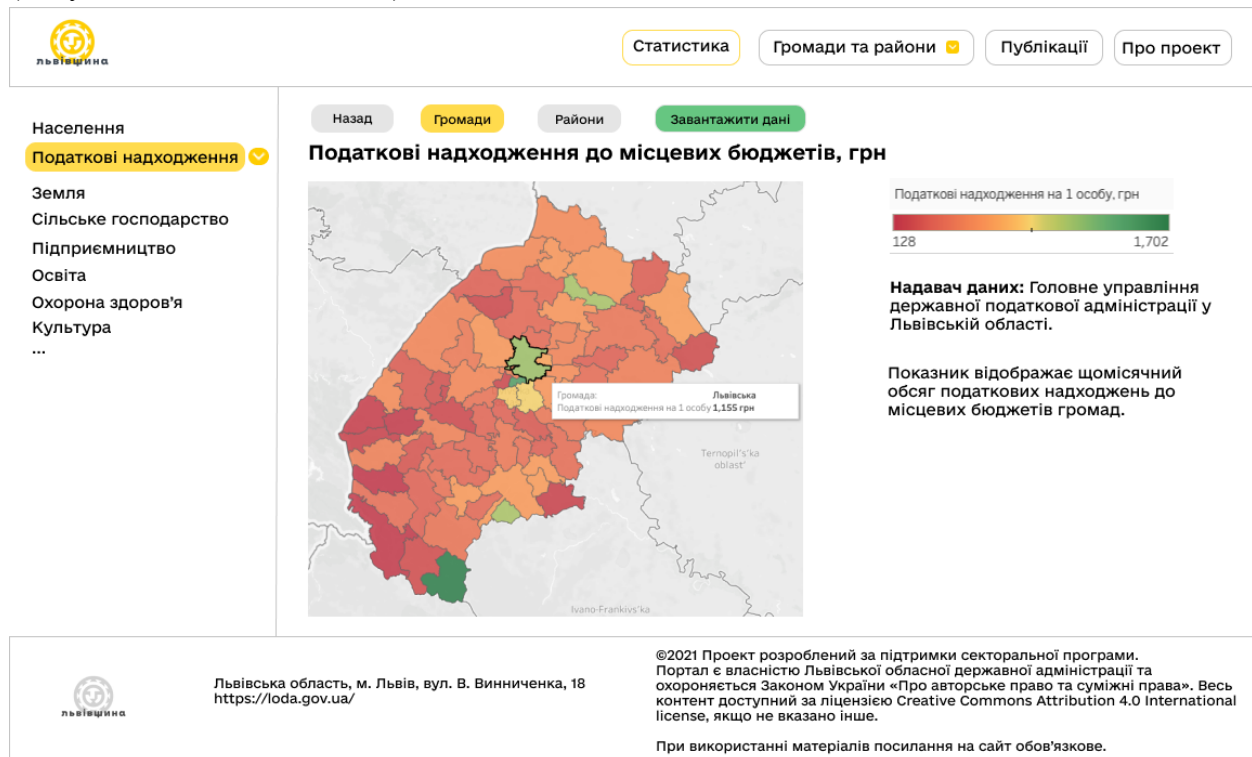 львівщина
Статистика
Громади та райони
Публікації
Про проект
Населення
Податкові надходження
Земля
Сільське господарство
Підприємництво
Освіта
Охорона здоров'я
Культура
...
Назад
Громади
Райони
Завантажити дані
Податкові надходження до місцевих бюджетів, грн
Громада: Львівська
Податкові надходження на 1 особу 1,155 грн
Ternopil's'ka
oblast'
Ivano-Frankivs'ka
Податкові надходження на 1 особу, грн
128 1,702
Надавач даних: Головне управління
державної податкової адміністрації у
Львівській області.
Показник відображає щомісячний
обсяг податкових надходжень до
місцевих бюджетів громад.
львівщина
Львівська область, м. Львів, вул. В. Винниченка, 18
https://loda.gov.ua/
©2021 Проект розроблений за підтримки секторальної програми.
Портал є власністю Львівської обласної державної адміністрації та
охороняється Законом України «Про авторське право та суміжні права». Весь
контент доступний за ліцензією Creative Commons Attribution 4.0 International
license, якщо не вказано інше.
При використанні матеріалів посилання на сайт обов'язкове.